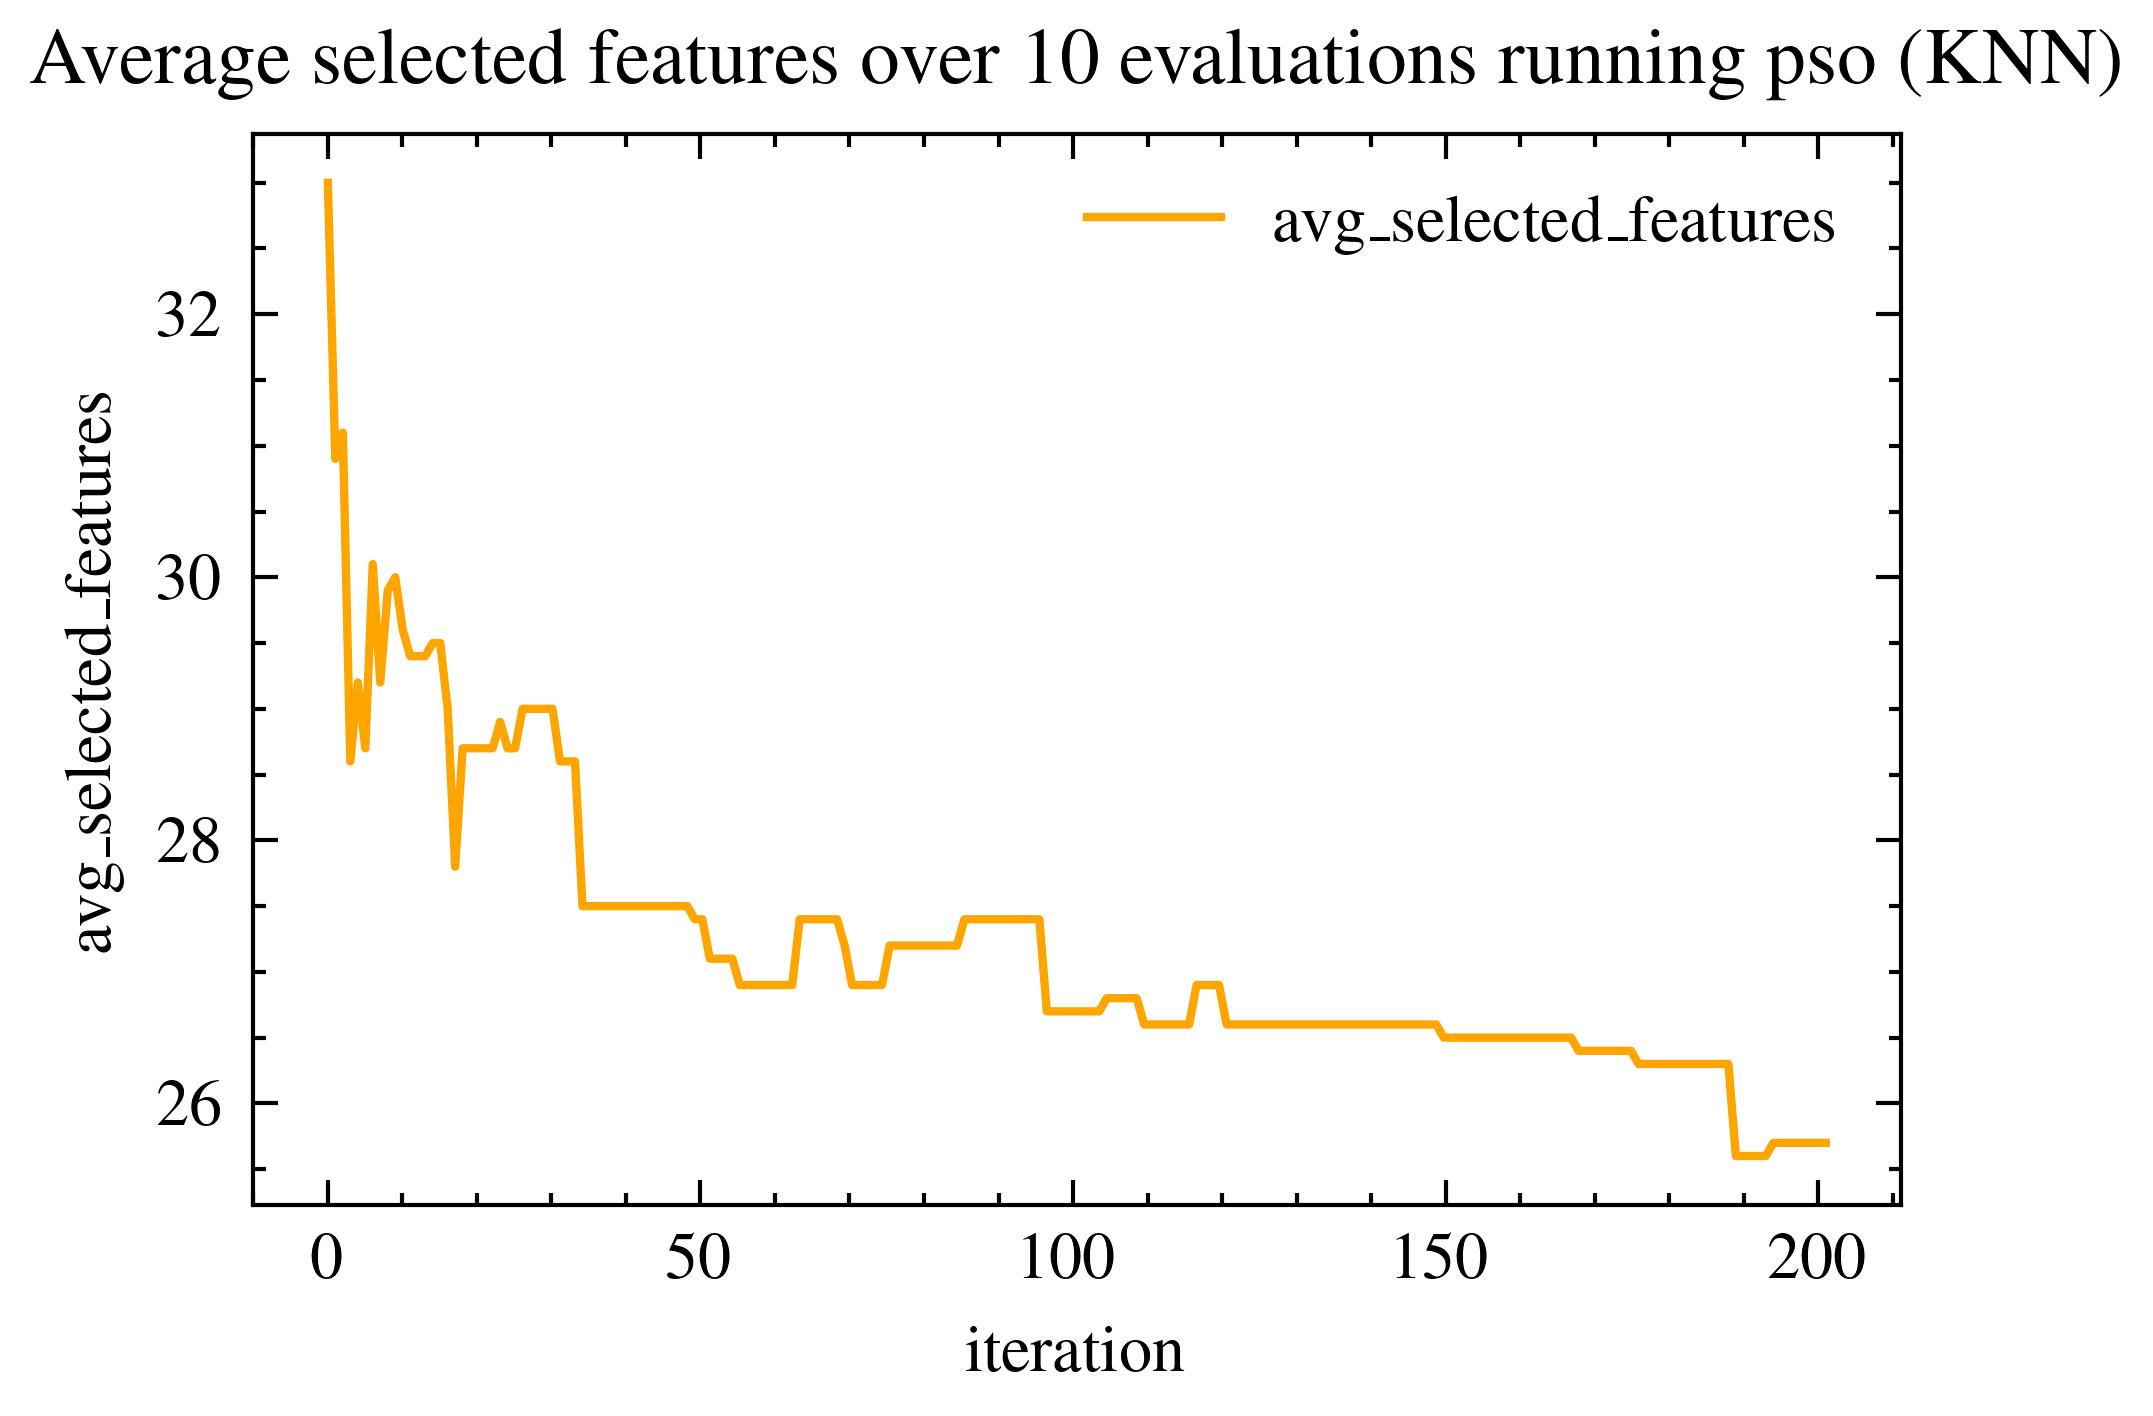 Average selected features over 10 evaluations running pso (KNN)
avg_selected_features
avg_selected_features
32
30
28
26
0 50 100 150 200
iteration